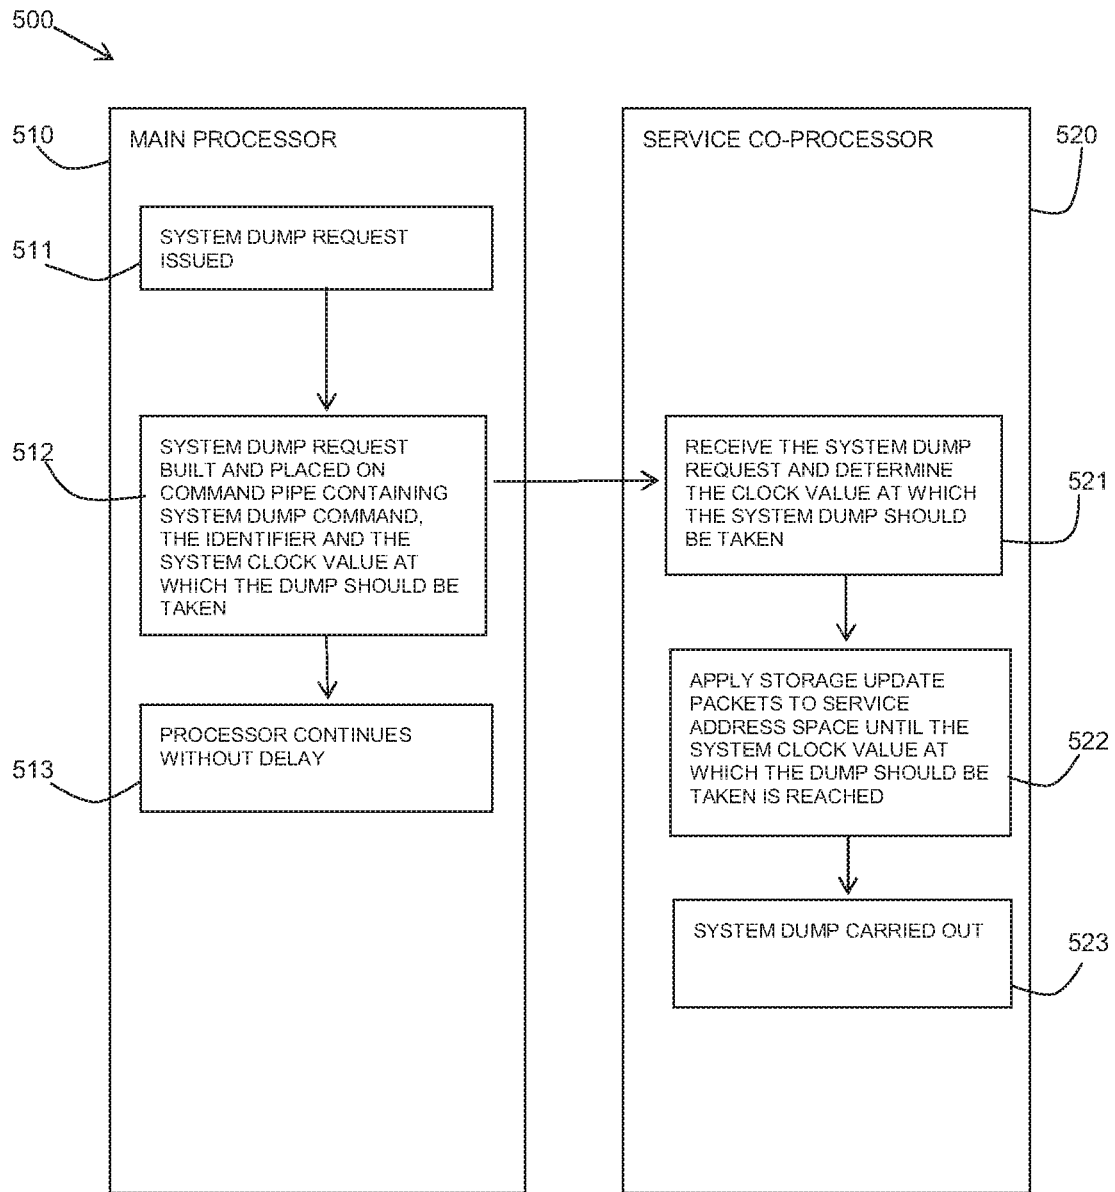 500
510
MAIN PROCESSOR
511
SYSTEM DUMP REQUEST
ISSUED
512
SYSTEM DUMP REQUEST
BUILT AND PLACED ON
COMMAND PIPE CONTAINING
SYSTEM DUMP COMMAND,
THE IDENTIFIER AND THE
SYSTEM CLOCK VALUE AT
WHICH THE DUMP SHOULD BE
TAKEN
513
PROCESSOR CONTINUES
WITHOUT DELAY
SERVICE CO-PROCESSOR
520
RECEIVE THE SYSTEM DUMP
REQUEST AND DETERMINE
THE CLOCK VALUE AT WHICH
THE SYSTEM DUMP SHOULD
BE TAKEN
521
APPLY STORAGE UPDATE
PACKETS TO SERVICE
ADDRESS SPACE UNTIL THE
SYSTEM CLOCK VALUE AT
WHICH THE DUMP SHOULD BE
TAKEN IS REACHED
522
SYSTEM DUMP CARRIED OUT
523